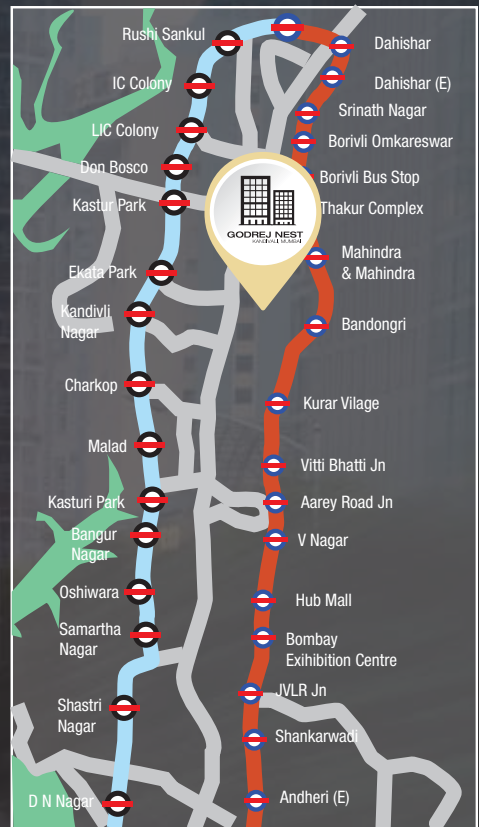 Rushi Sankul
IC Colony
LIC Colony
Don Bosco
Kastur Park
Ekata Park
Kandivli
Nagar
Charkop
Malad
Kasturi Park
Bangur
Nagar
Oshiwara
Samartha
Nagar
Shastri
Nagar
D N Nagar
GODREJ NEST
KANDIVALI, MUMBAI
Dahishar
Dahishar (E)
Srinath Nagar
Borivli Omkareswar
Borivli Bus Stop
Thakur Complex
Mahindra
& Mahindra
Bandongri
Kurar Vilage
Vitti Bhatti Jn
Aarey Road Jn
V Nagar
Hub Mall
Bombay
Exihibition Centre
JVLR Jn
Shankarwadi
Andheri (E)